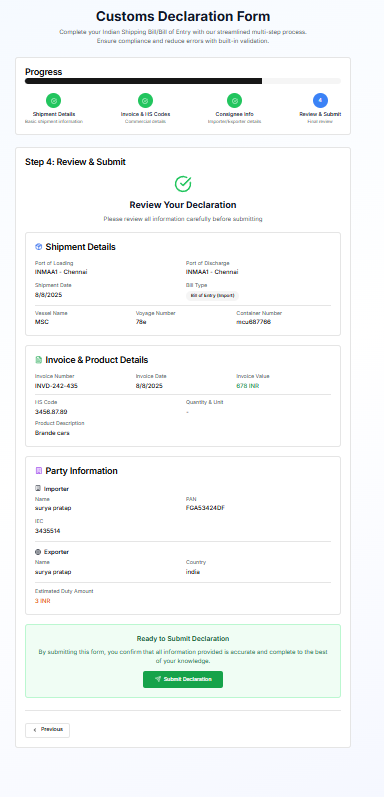 Customs Declaration Form
Complete your Indian Shipping Bill/Bill of Entry with our streamlined multi-step process.
Ensure compliance and reduce errors with built-in validation.
Progress
4
Shipment Details
Invoice & HS Codes
Consignee Info
Review & Submit
Basic shipment information
Commercial details
Importer/Exporter details
Final review
Step 4: Review & Submit
Review Your Declaration
Please review all information carefully before submitting
Shipment Details
Port of Loading
Port of Discharge
INMAA1 - Chennai
INMAA1 - Chennai
Shipment Date
Bill Type
8/8/2025
Bill of Entry (Import)
Vessel Name
Voyage Number
Container Number
MSC
78e
mcu687766
Invoice & Product Details
Invoice Number
Invoice Date
Invoice Value
INVD-242-435
8/8/2025
678 INR
HS Code
Quantity & Unit
3456.87.89
-
Product Description
Brande cars
Party Information
Importer
Name
PAN
surya pratap
FGA53424DF
IEC
3435514
Exporter
Name
Country
surya pratap
india
Estimated Duty Amount
3 INR
Ready to Submit Declaration
By submitting this form, you confirm that all information provided is accurate and complete to the best
of your knowledge.
Submit Declaration
Previous